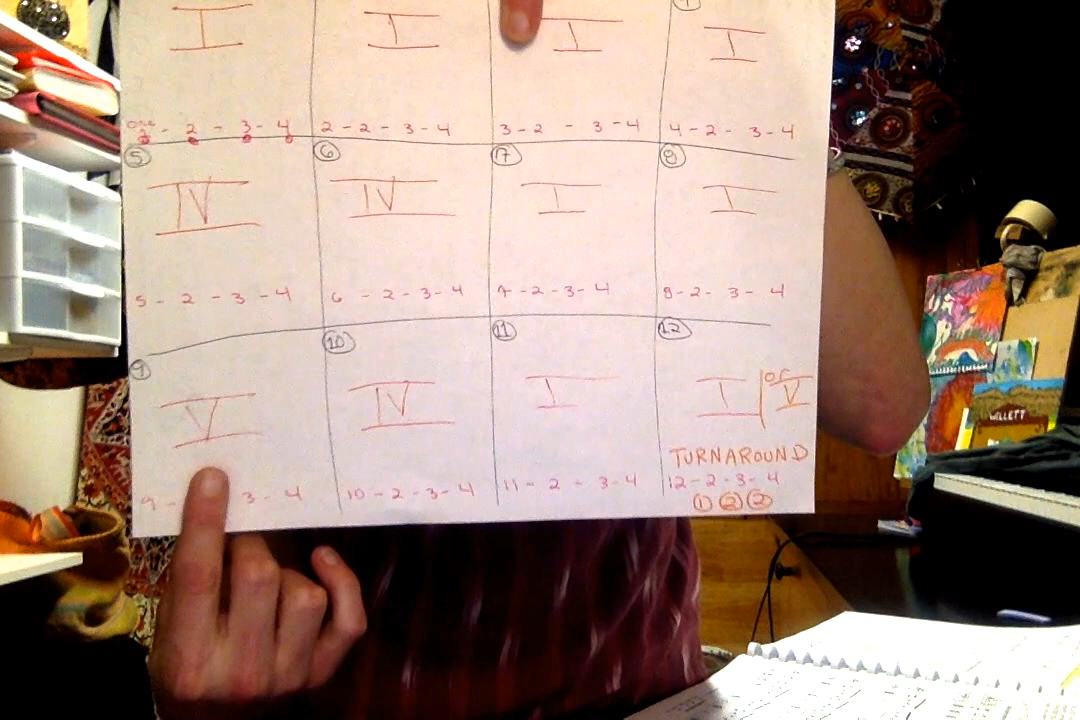 I I I I
one - 2 - 3 - 4 2 - 2 - 3 - 4 3 - 2 - 3 - 4 4 - 2 - 3 - 4
5 6 7 8
IV IV I I
5 - 2 - 3 - 4 6 - 2 - 3 - 4 7 - 2 - 3 - 4 8 - 2 - 3 - 4
9 10 11 12
V IV I I or V
TURNAROUND
9 - 3 - 4 10 - 2 - 3 - 4 11 - 2 - 3 - 4 12 - 2 - 3 - 4
1 2 2
WILLETT